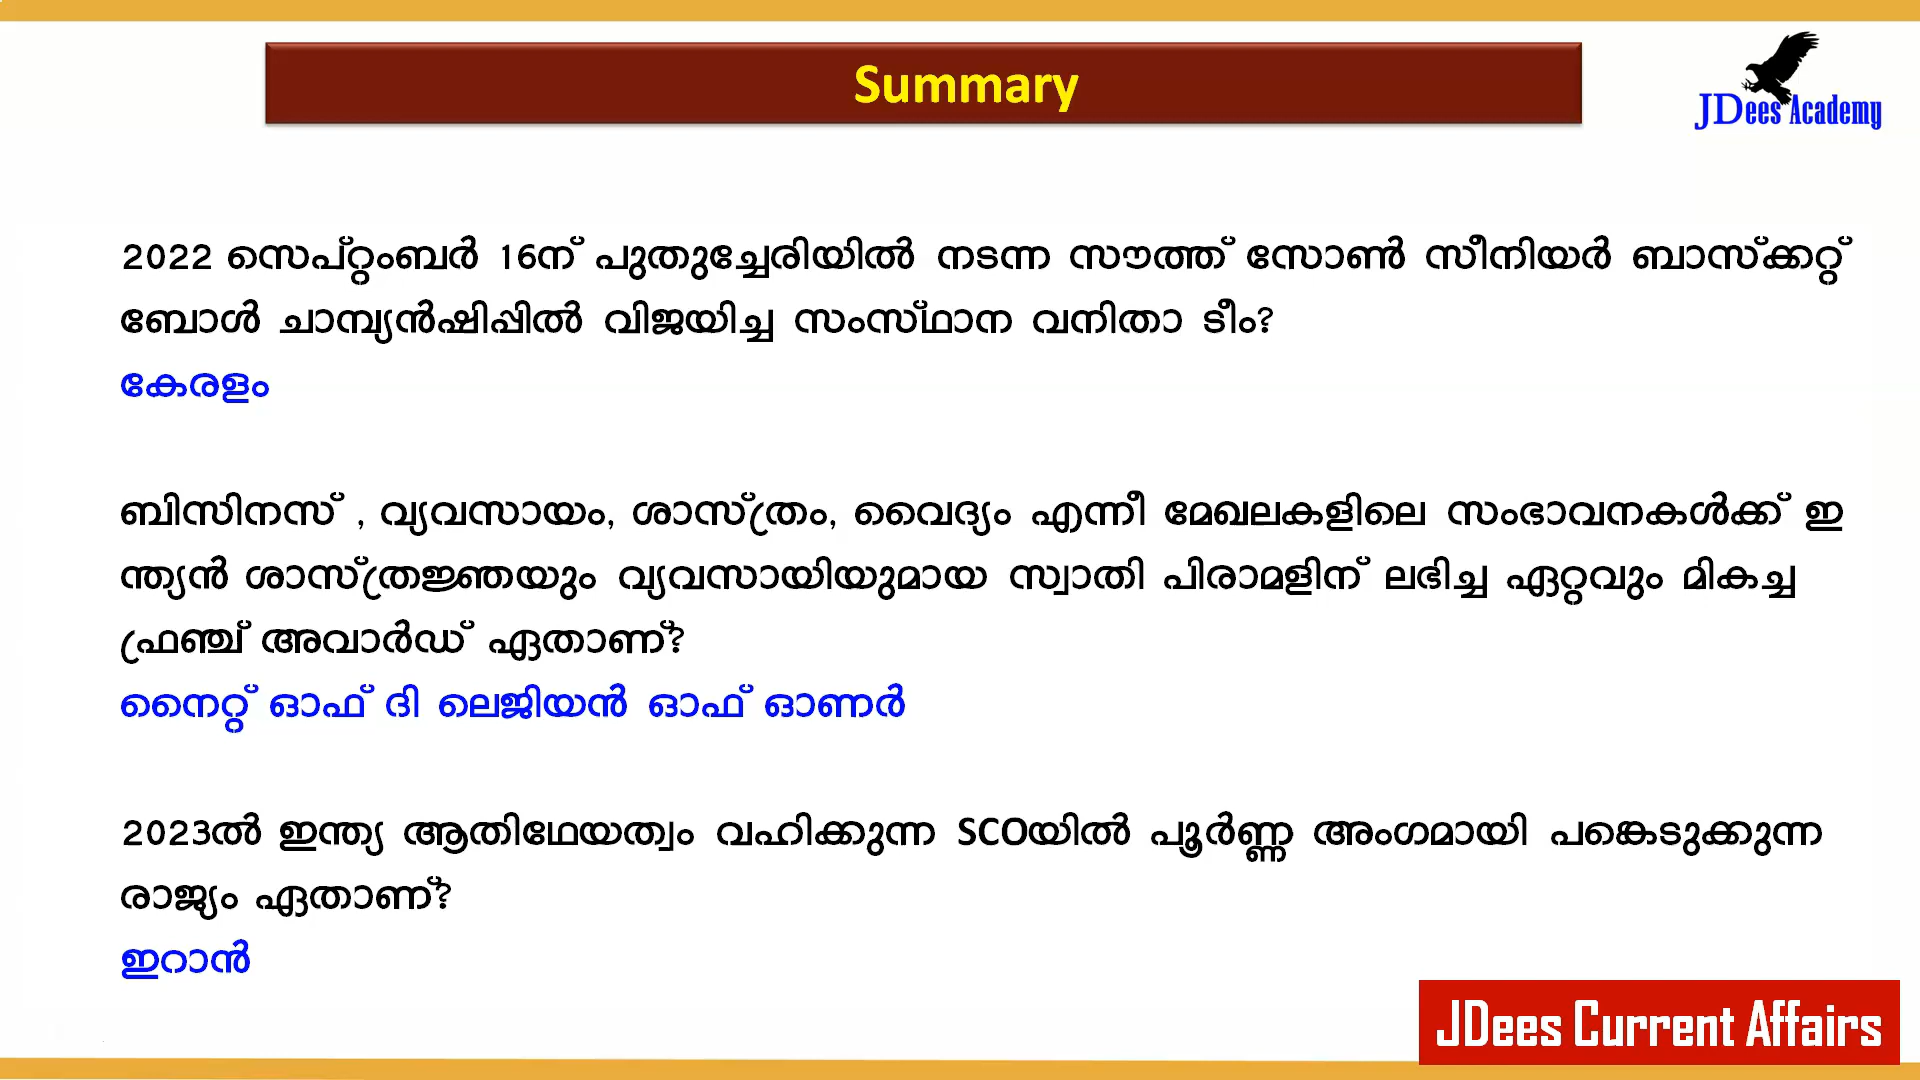 Summary
JDees Academy
2022 സെപ്റ്റംബർ 16ന് പുതുച്ചേരിയിൽ നടന്ന സൗത്ത് സോൺ സീനിയർ ബാസ്ക്കറ്റ്
ബോൾ ചാമ്പ്യൻഷിപ്പിൽ വിജയിച്ച സംസ്ഥാന വനിതാ ടീം?
കേരളം
ബിസിനസ് , വ്യവസായം, ശാസ്ത്രം, വൈദ്യം എന്നീ മേഖലകളിലെ സംഭാവനകൾക്ക് ഇ
ന്ത്യൻ ശാസ്ത്രജ്ഞയും വ്യവസായിയുമായ സ്വാതി പിരാമളിന് ലഭിച്ച ഏറ്റവും മികച്ച
ഫ്രഞ്ച് അവാർഡ് ഏതാണ്?
നൈറ്റ് ഓഫ് ദി ലെജിയൻ ഓഫ് ഓണർ
2023ൽ ഇന്ത്യ ആതിഥേയത്വം വഹിക്കുന്ന SCOയിൽ പൂർണ്ണ അംഗമായി പങ്കെടുക്കുന്ന
രാജ്യം ഏതാണ്?
ഇറാൻ
JDees Current Affairs